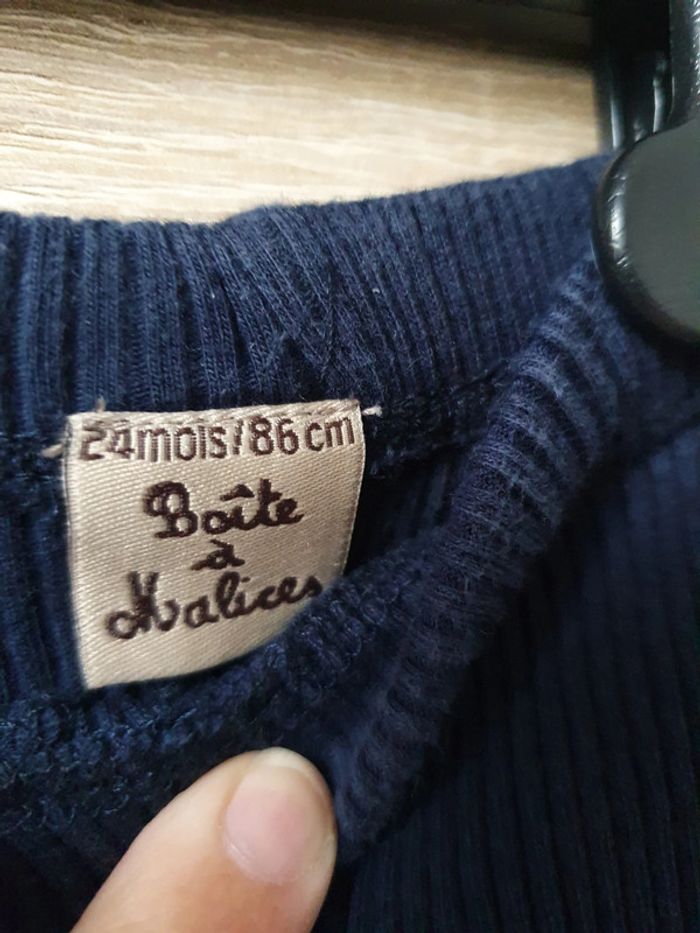 24mois/86cm
Boîte
à
Malices